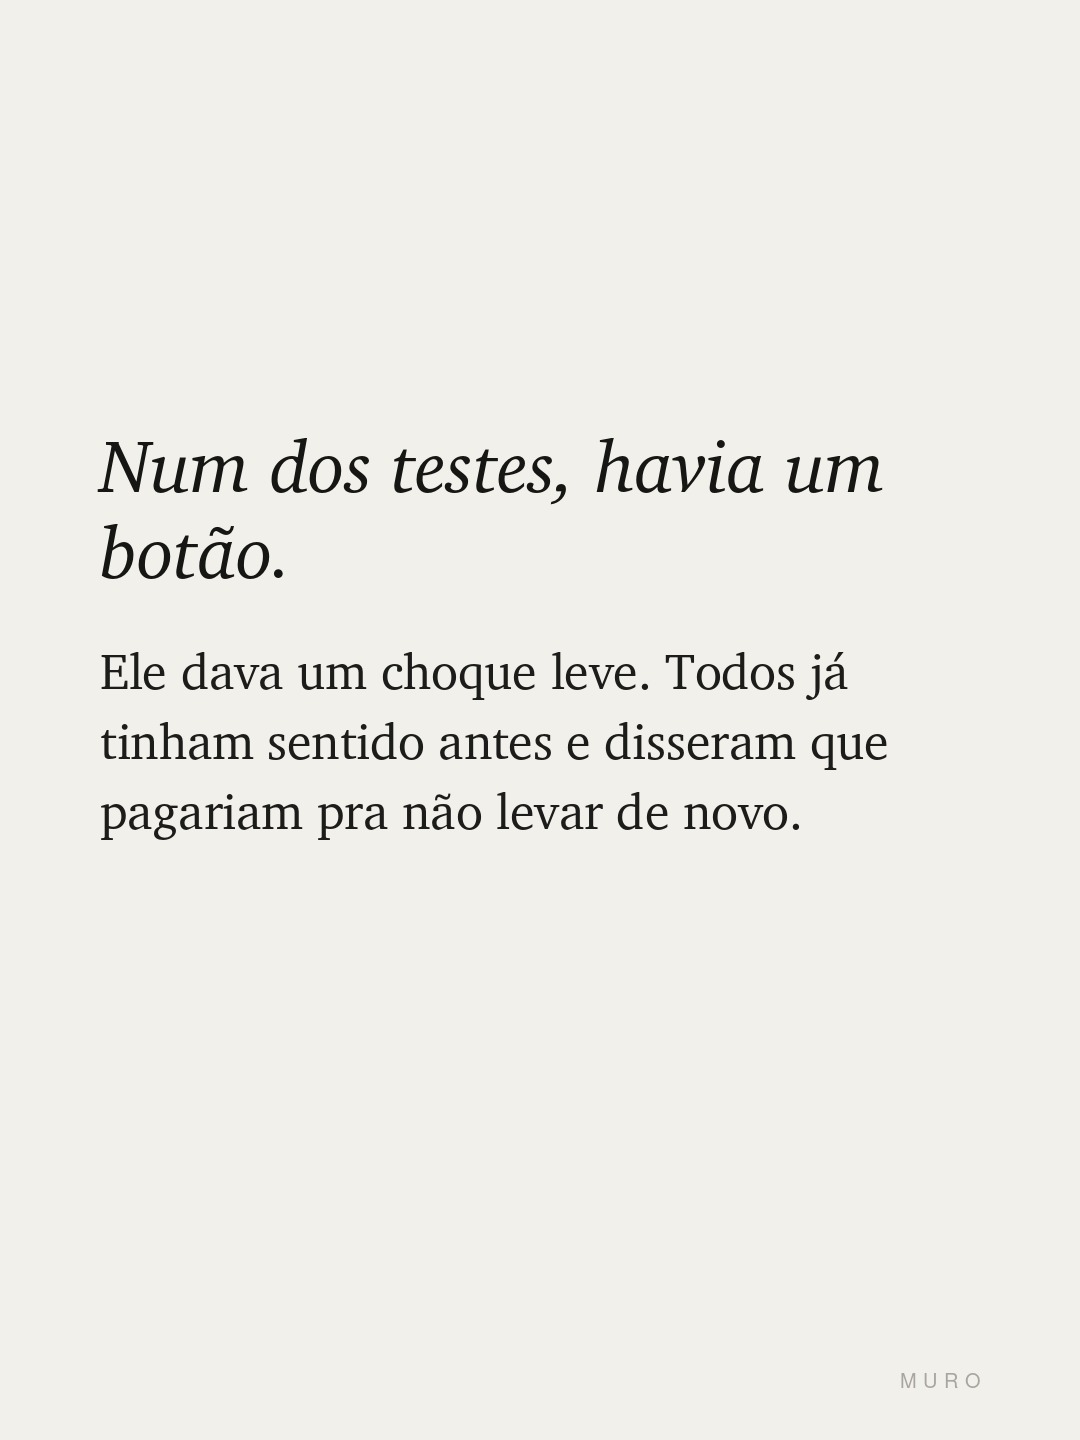 Num dos testes, havia um
botão.
Ele dava um choque leve. Todos já
tinham sentido antes e disseram que
pagariam pra não levar de novo.
MURO